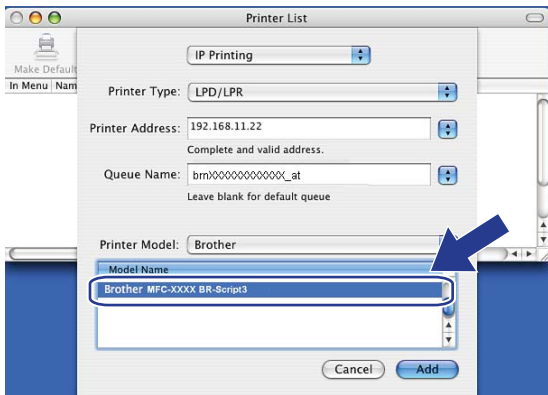 Printer List
IP Printing
Make Default
In Menu Nam
Printer Type: LPD/LPR
Printer Address: 192.168.11.22
Complete and valid address.
Queue Name: brnXXXXXXXXXXXX_at
Leave blank for default queue
Printer Model: Brother
Model Name
Brother MFC-XXXX BR-Script3
Cancel Add